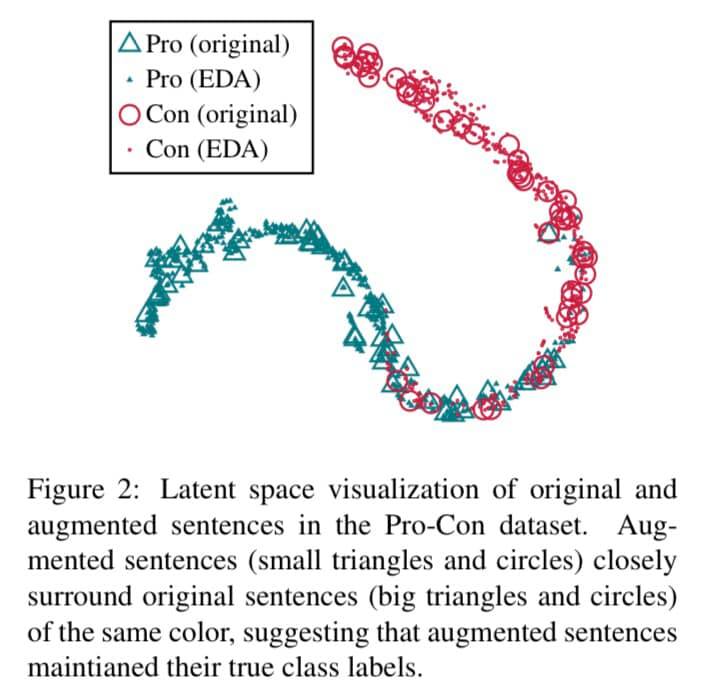 Pro (original)
Pro (EDA)
Con (original)
Con (EDA)
Figure 2: Latent space visualization of original and
augmented sentences in the Pro-Con dataset. Aug-
mented sentences (small triangles and circles) closely
surround original sentences (big triangles and circles)
of the same color, suggesting that augmented sentences
maintianed their true class labels.